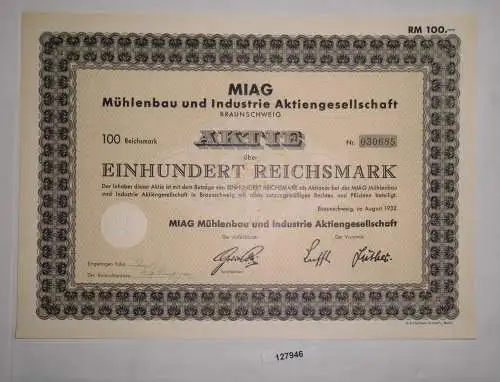 RM 100.—
MIAG
Mühlenbau und Industrie Aktiengesellschaft
BRAUNSCHWEIG
100 Reichsmark AKTIE Nr. 030685
über
EINHUNDERT REICHSMARK
Der Inhaber dieser Aktie ist mit dem Betrage von EINHUNDERT REICHSMARK als Aktionär bei der MIAG Mühlenbau
und Industrie Aktiengesellschaft in Braunschweig mit allen satzungsmäßigen Rechten und Pflichten beteiligt.
Braunschweig, im August 1932
MIAG Mühlenbau und Industrie Aktiengesellschaft
Der Aufsichtsrat: Der Vorstand:
Eingetragen Folio
127946